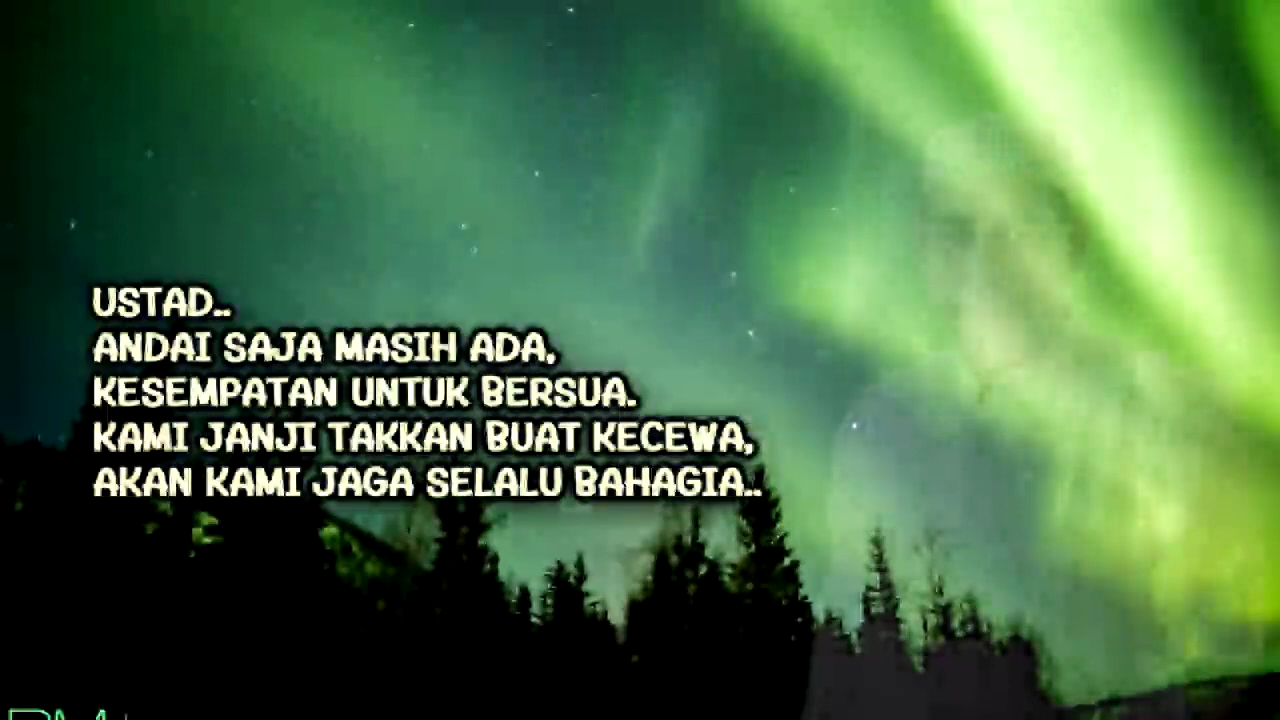 USTAD..
ANDAI SAJA MASIH ADA,
KESEMPATAN UNTUK BERSUA.
KAMI JANJI TAKKAN BUAT KECEWA,
AKAN KAMI JAGA SELALU BAHAGIA..